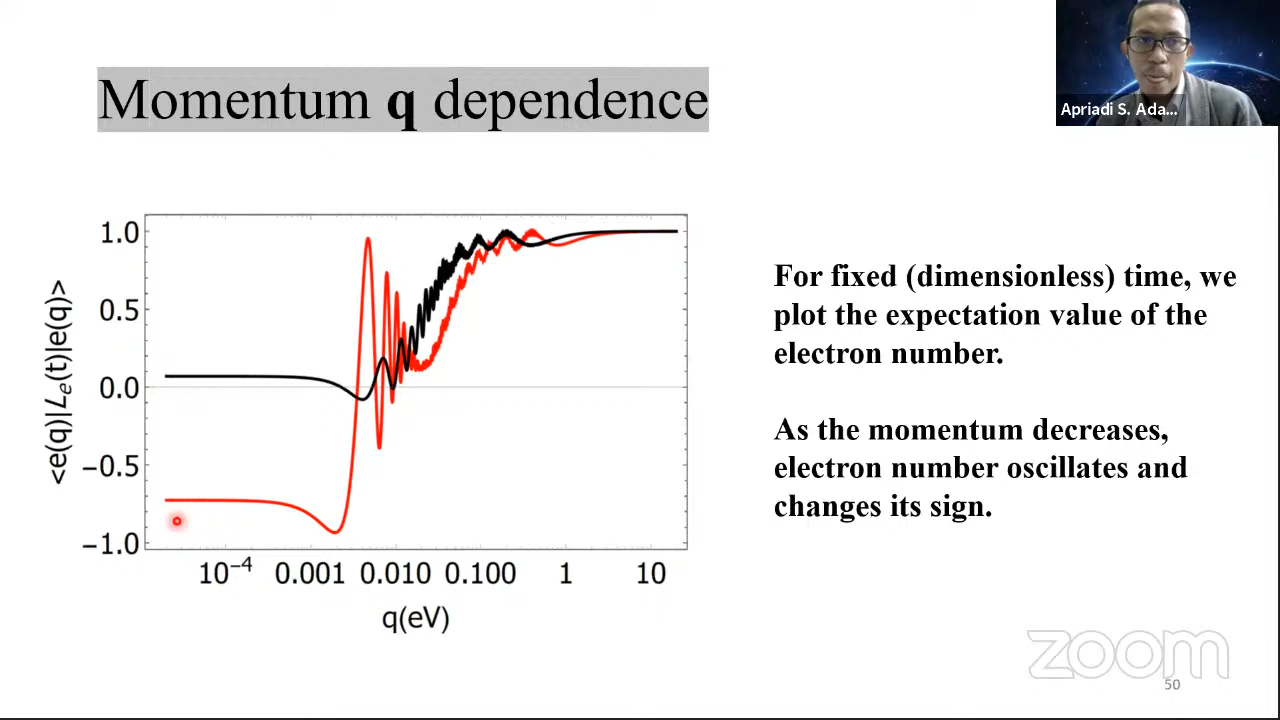 Momentum q dependence
Apriadi S. Ada...
<e(q)|Lₑ(t)|e(q)>
1.0
0.5
0.0
−0.5
−1.0
10⁻⁴ 0.001 0.010 0.100 1 10
q(eV)
For fixed (dimensionless) time, we
plot the expectation value of the
electron number.
As the momentum decreases,
electron number oscillates and
changes its sign.
zoom
50